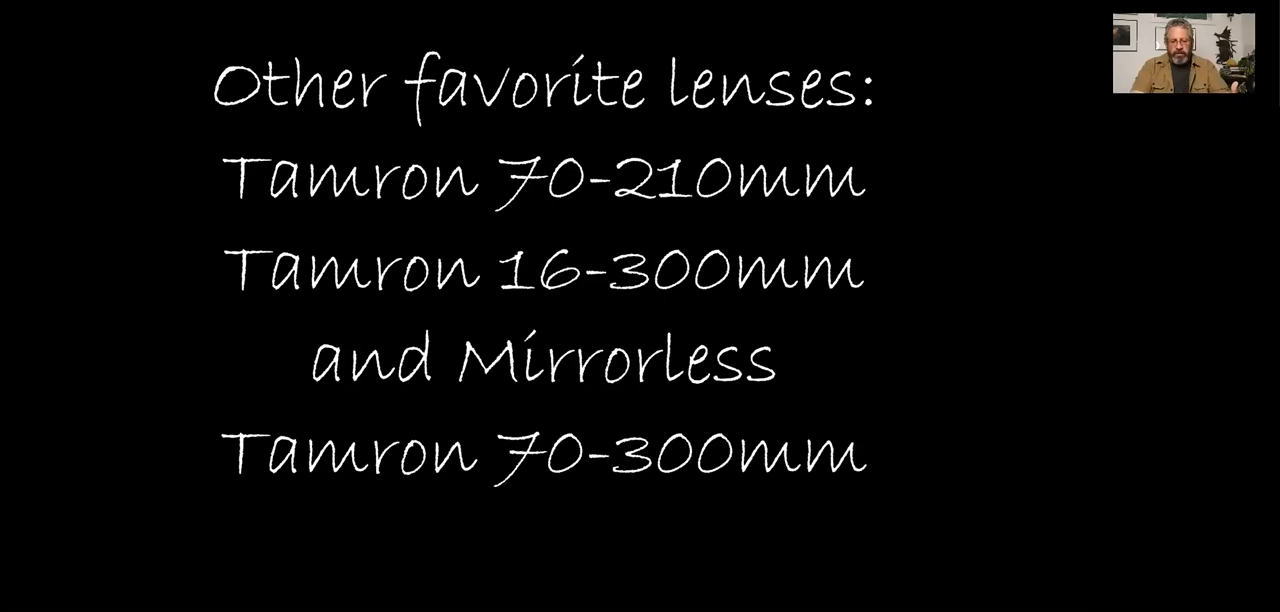 Other favorite lenses:
Tamron 70-210mm
Tamron 16-300mm
and Mirrorless
Tamron 70-300mm